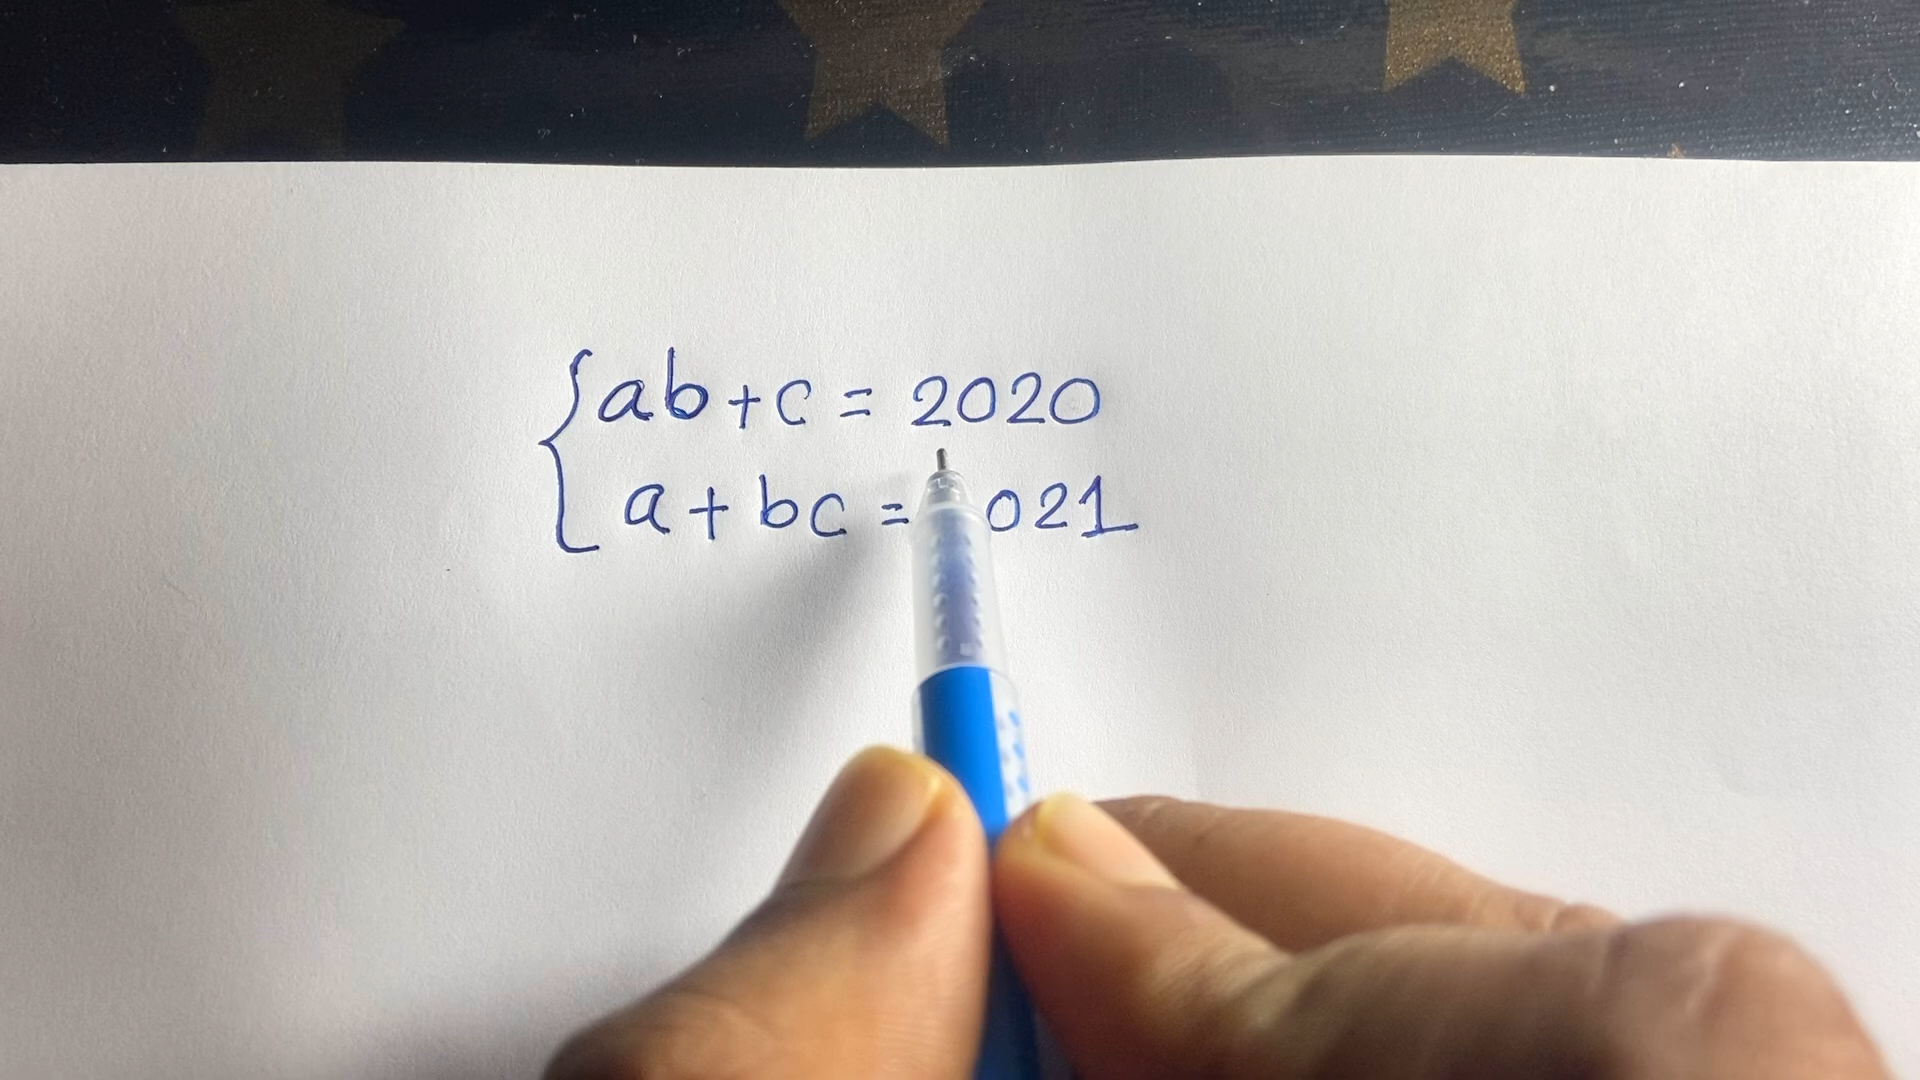 ab+c = 2020
a+bc = 021